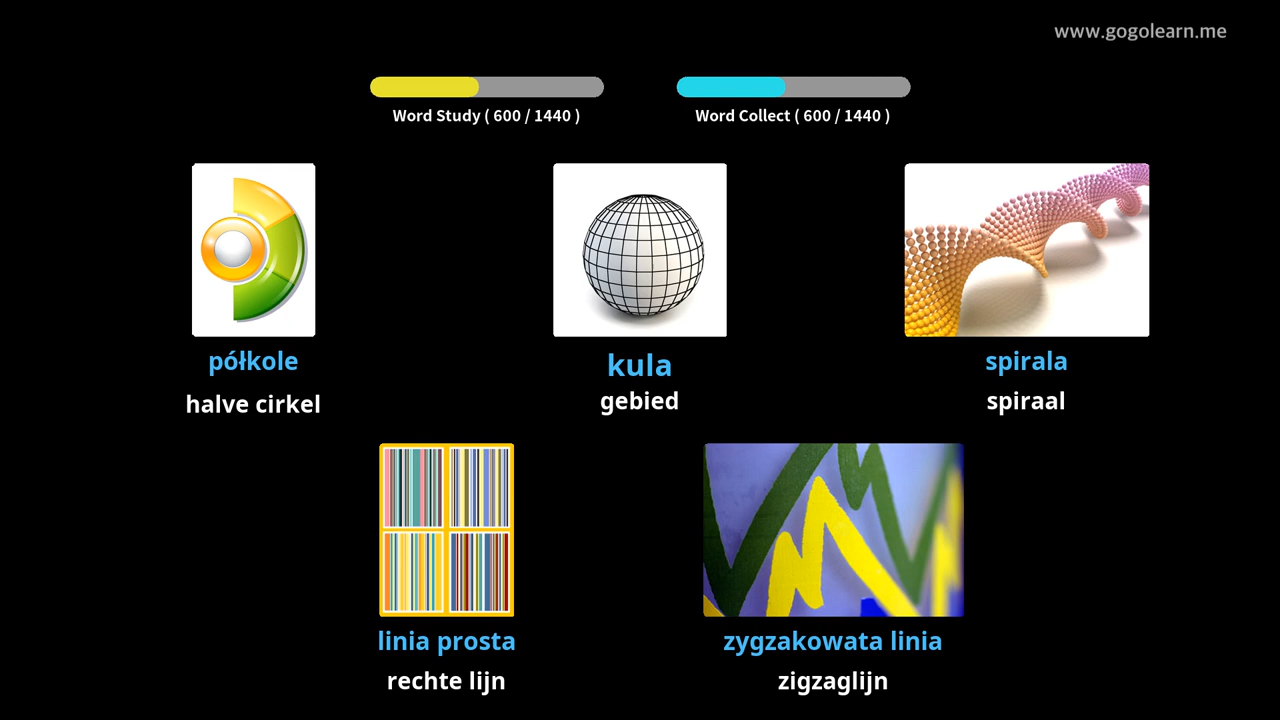 www.gogolearn.me
Word Study ( 600 / 1440 )
Word Collect ( 600 / 1440 )
półkole
halve cirkel
kula
gebied
spirala
spiraal
linia prosta
rechte lijn
zygzakowata linia
zigzaglijn